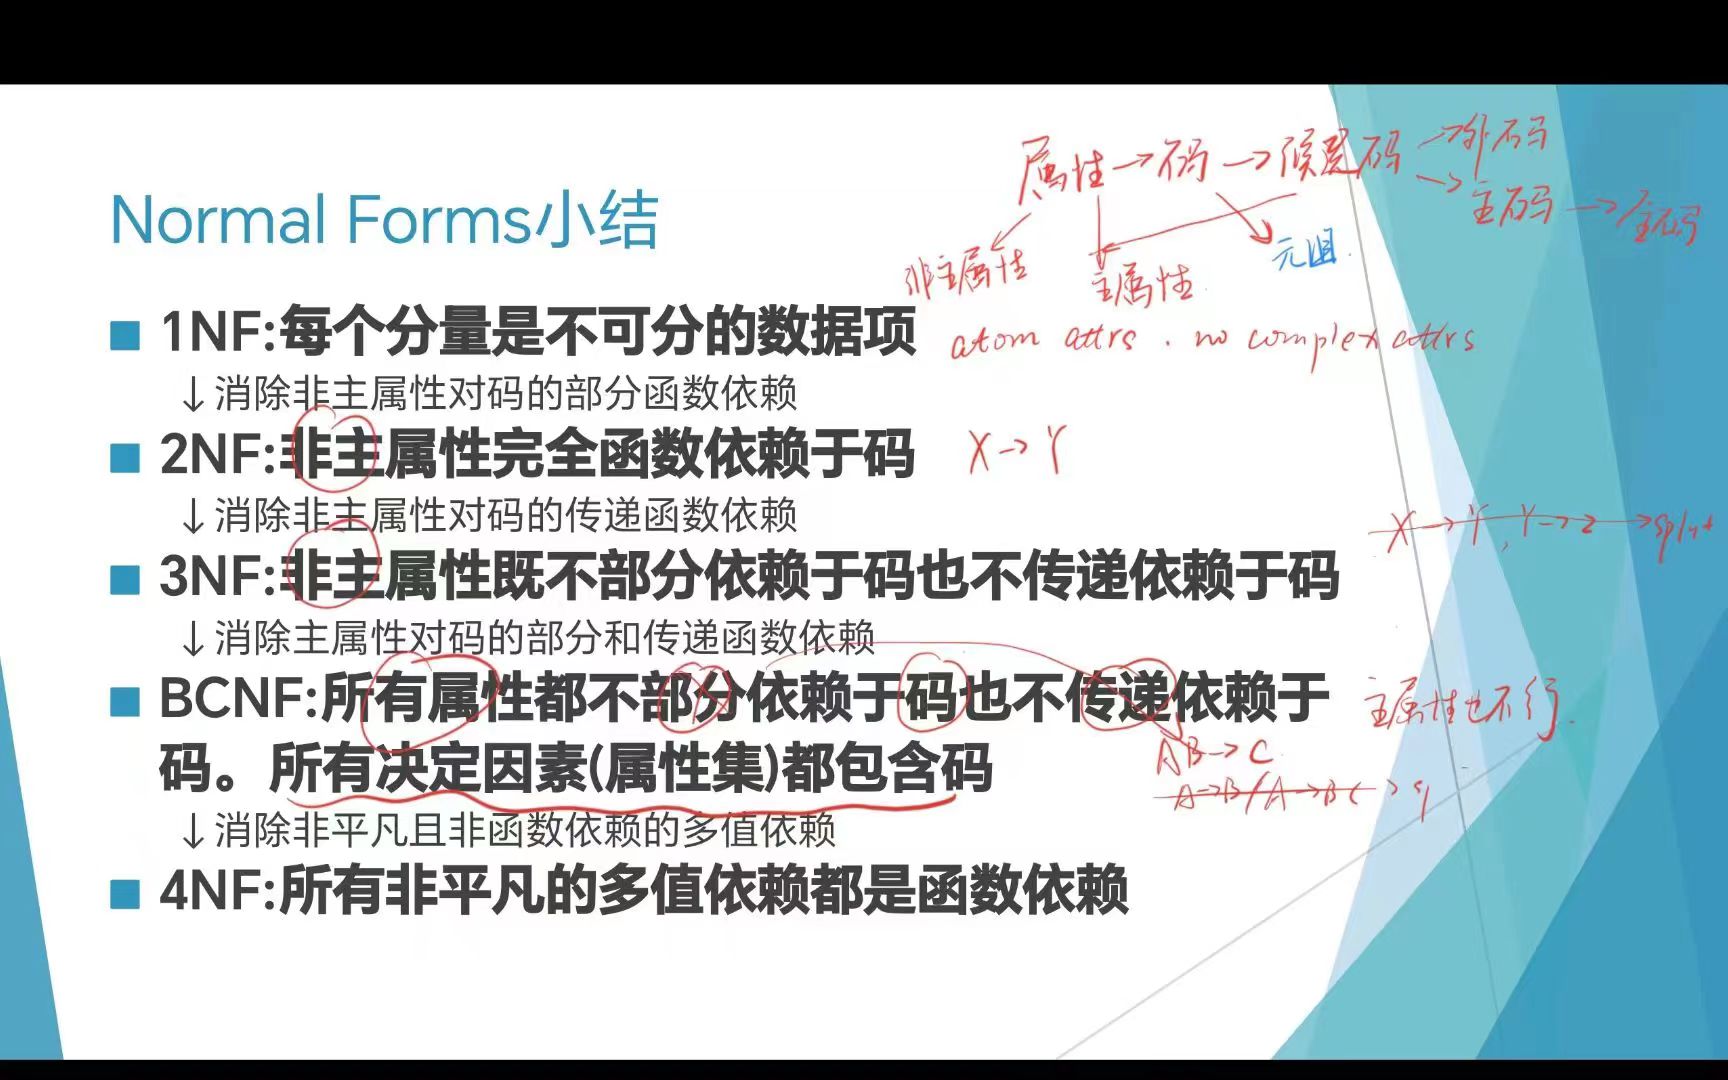 属性→码→候选码→外码
→主码→全码
非主属性
主属性
元组
Normal Forms小结
1NF:每个分量是不可分的数据项
atom attrs . no complex attrs
↓消除非主属性对码的部分函数依赖
2NF:非主属性完全函数依赖于码
X→Y
↓消除非主属性对码的传递函数依赖
X→Y, Y→Z→
3NF:非主属性既不部分依赖于码也不传递依赖于码
↓消除主属性对码的部分和传递函数依赖
BCNF:所有属性都不部分依赖于码也不传递依赖于
主属性也不行.
码。所有决定因素(属性集)都包含码
AB→C
A→B/A→BC
↓消除非平凡且非函数依赖的多值依赖
4NF:所有非平凡的多值依赖都是函数依赖